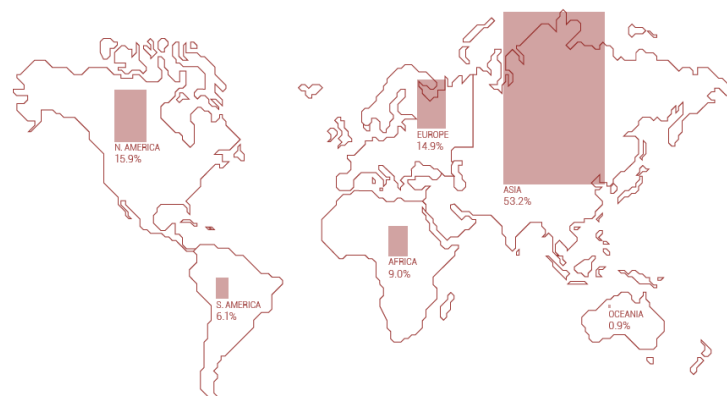 N. AMERICA
15.9%
EUROPE
14.9%
ASIA
53.2%
AFRICA
9.0%
S. AMERICA
6.1%
OCEANIA
0.9%